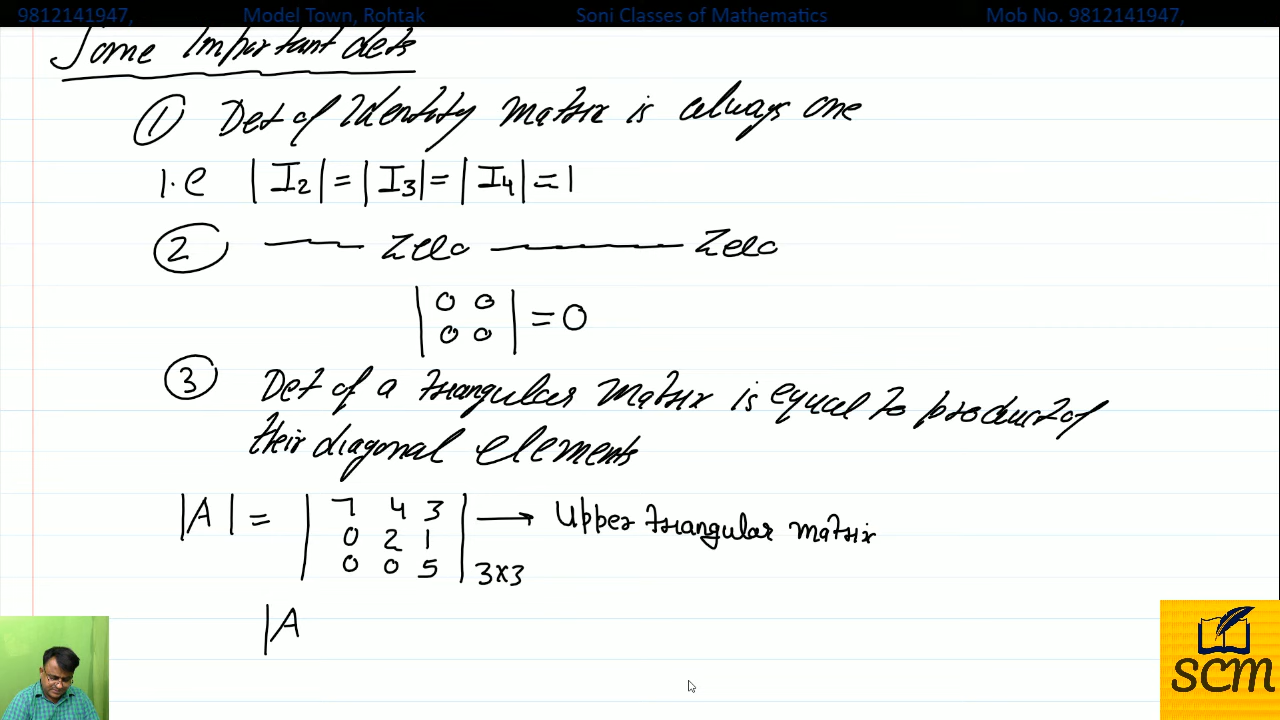 9812141947, Model Town, Rohtak Soni Classes of Mathematics Mob No. 9812141947,
Some Important dets
① Det of Identity matrix is always one
i.e |I₂| = |I₃| = |I₄| = 1
② —— Zero —— Zero
|0 0|
|0 0| = 0
③ Det of a triangular matrix is equal to product of
their diagonal elements
|A| = |7 4 3| → Upper triangular matrix
|0 2 1|
|0 0 5| 3x3
|A
SCM